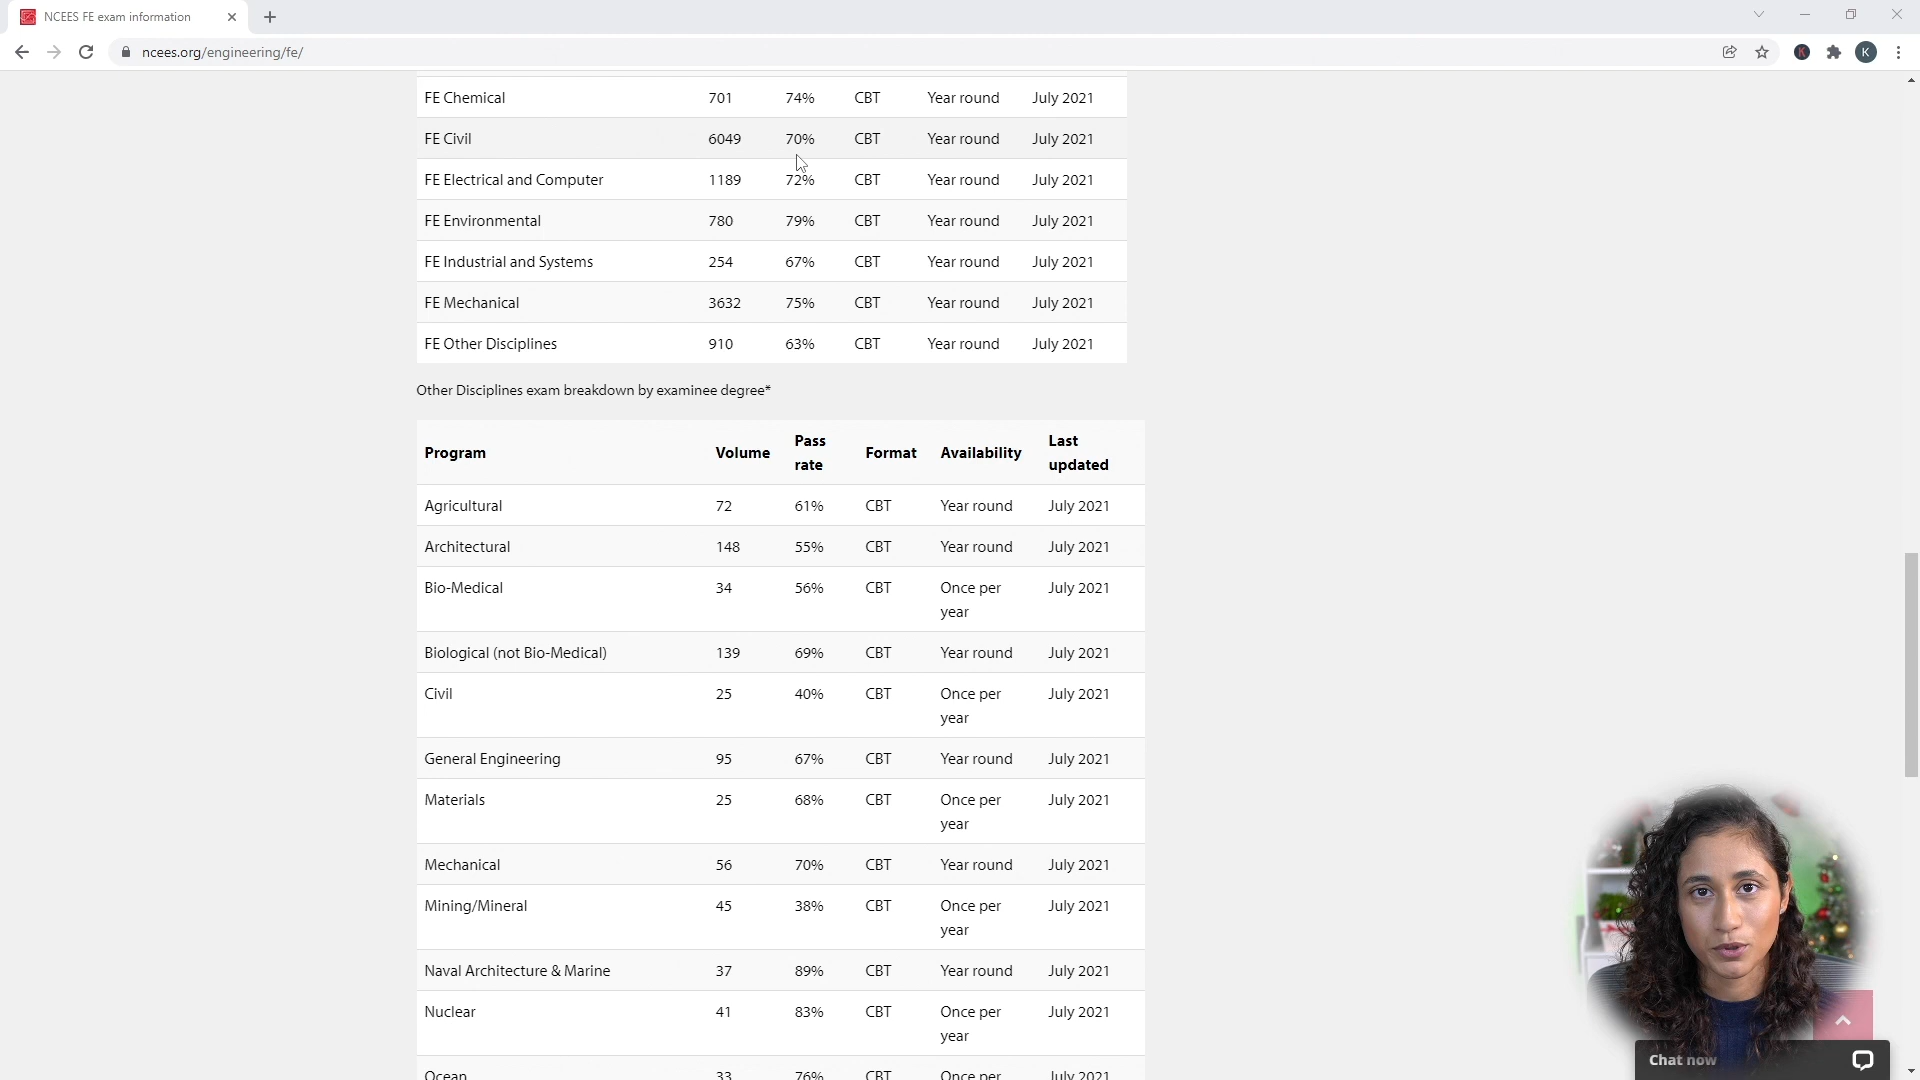 NCEES FE exam information
ncees.org/engineering/fe/
K
K
FE Chemical 701 74% CBT Year round July 2021
FE Civil 6049 70% CBT Year round July 2021
FE Electrical and Computer 1189 72% CBT Year round July 2021
FE Environmental 780 79% CBT Year round July 2021
FE Industrial and Systems 254 67% CBT Year round July 2021
FE Mechanical 3632 75% CBT Year round July 2021
FE Other Disciplines 910 63% CBT Year round July 2021
Other Disciplines exam breakdown by examinee degree*
Program Volume Pass rate Format Availability Last updated
Agricultural 72 61% CBT Year round July 2021
Architectural 148 55% CBT Year round July 2021
Bio-Medical 34 56% CBT Once per year July 2021
Biological (not Bio-Medical) 139 69% CBT Year round July 2021
Civil 25 40% CBT Once per year July 2021
General Engineering 95 67% CBT Year round July 2021
Materials 25 68% CBT Once per year July 2021
Mechanical 56 70% CBT Year round July 2021
Mining/Mineral 45 38% CBT Once per year July 2021
Naval Architecture & Marine 37 89% CBT Year round July 2021
Nuclear 41 83% CBT Once per year July 2021
Ocean 33 76% CBT Once per July 2021
Chat now